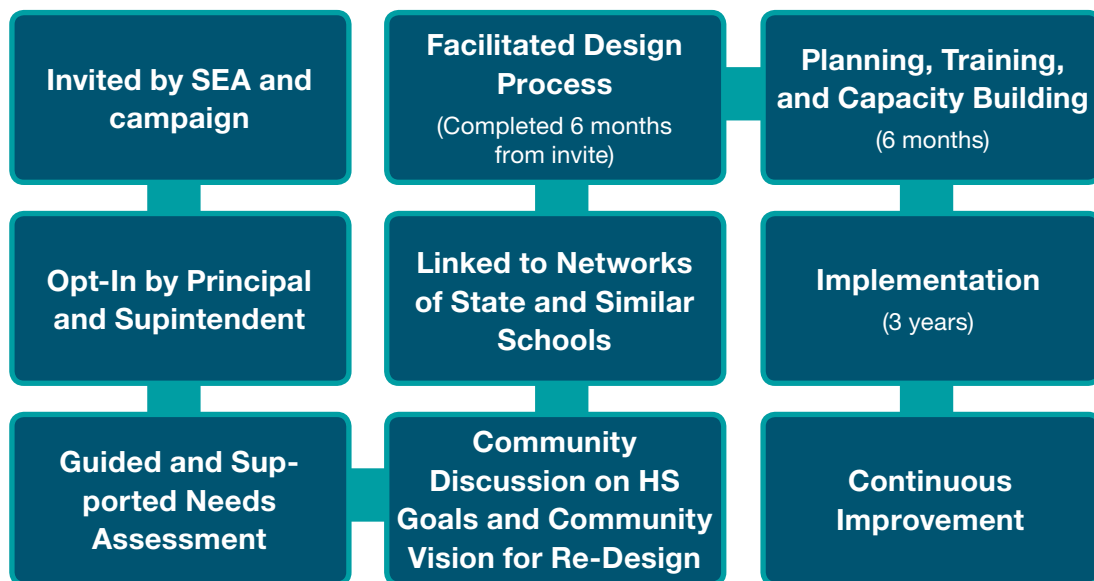 Invited by SEA and
campaign
Opt-In by Principal
and Supintendent
Guided and Sup-
ported Needs
Assessment
Community
Discussion on HS
Goals and Community
Vision for Re-Design
Linked to Networks
of State and Similar
Schools
Facilitated Design
Process
(Completed 6 months
from invite)
Planning, Training,
and Capacity Building
(6 months)
Implementation
(3 years)
Continuous
Improvement